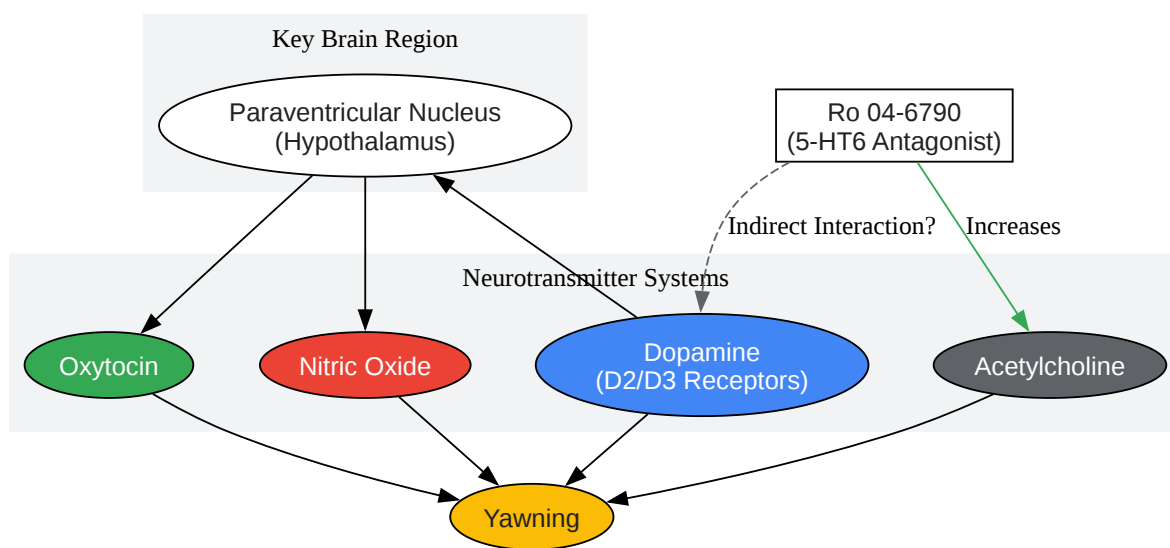 Key Brain Region
Paraventricular Nucleus
(Hypothalamus)
Ro 04-6790
(5-HT6 Antagonist)
Indirect Interaction?
Increases
Neurotransmitter Systems
Oxytocin
Nitric Oxide
Dopamine
(D2/D3 Receptors)
Acetylcholine
Yawning